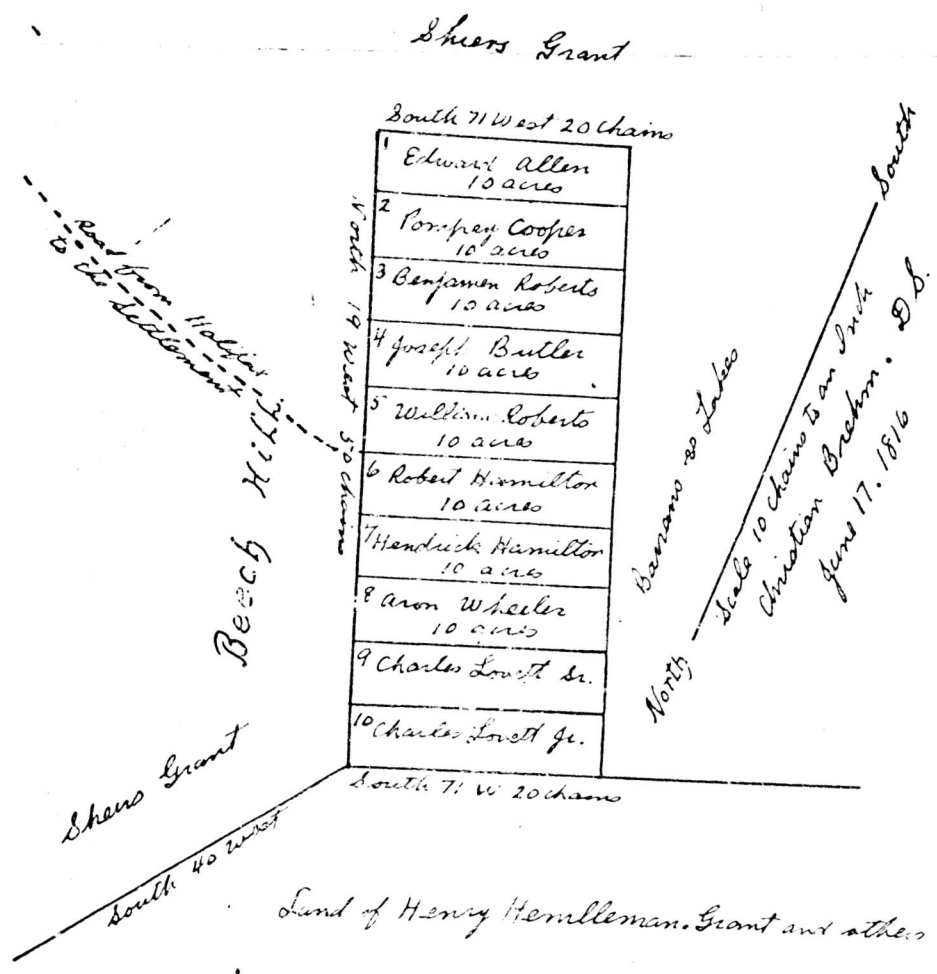 Sheirs Grant
South 71 West 20 Chains
1 Edward Allen
10 acres
2 Pompey Cooper
10 acres
3 Benjamen Roberts
10 acres
4 Joseph Butler
10 acres
5 William Roberts
10 acres
6 Robert Hamilton
10 acres
7 Hendrick Hamilton
10 acres
8 Aron Wheeler
10 acres
9 Charles Lovett Sr.
10 Charles Lovett Jr.
South 71 W 20 chains
North 19 West 50 Chains
Road from Halifax
to the Settlement
Beech Hill
Sheirs Grant
South 40 West
Barrans & Lakes
South
North
Scale 10 Chains to an Inch
Christian Brehm. D S.
June 17. 1816
Land of Henry Hemlleman. Grant and others